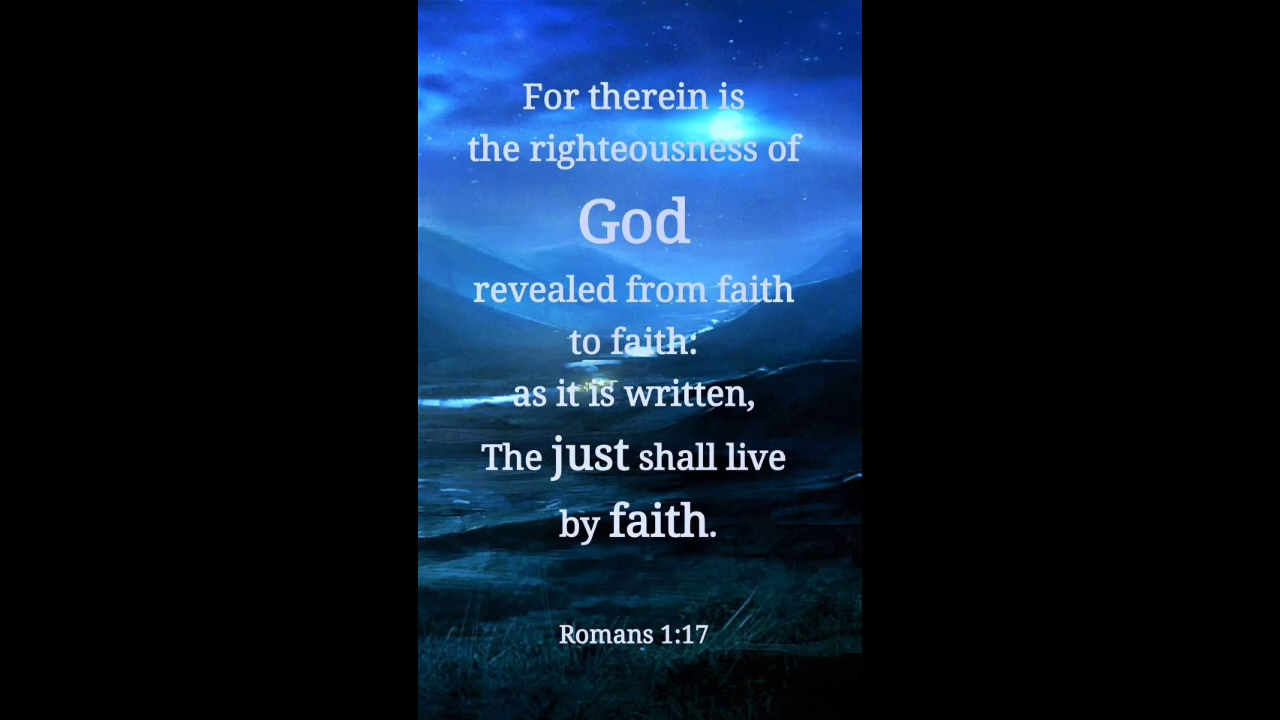 For therein is
the righteousness of
God
revealed from faith
to faith:
as it is written,
The just shall live
by faith.
Romans 1:17